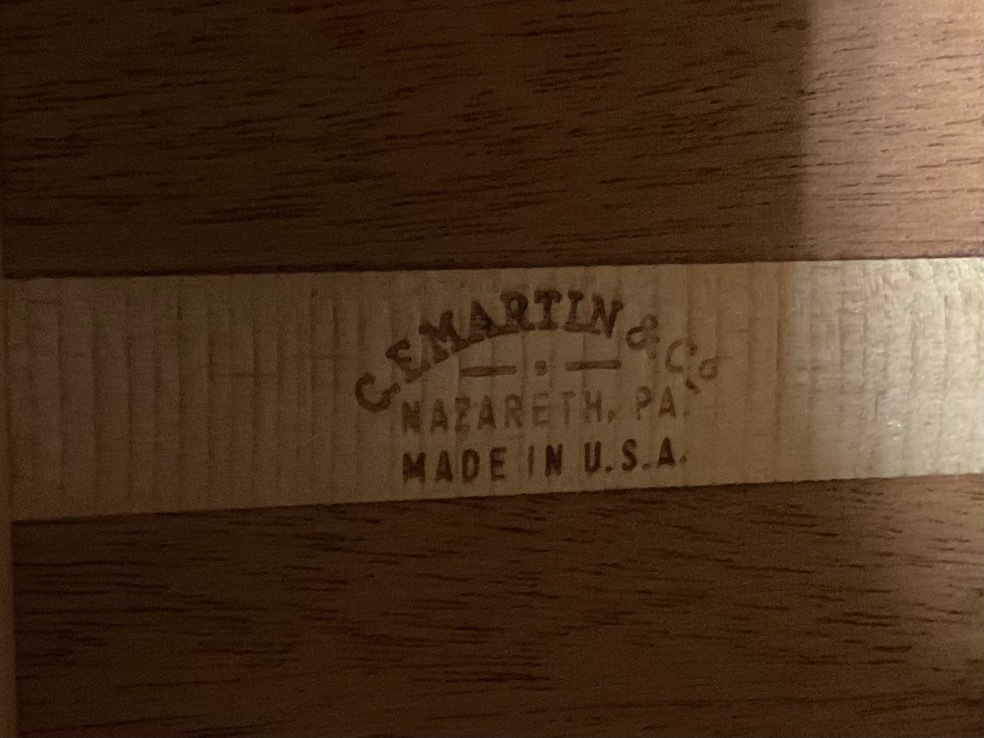 C.F. MARTIN & Co.
NAZARETH, PA.
MADE IN U.S.A.